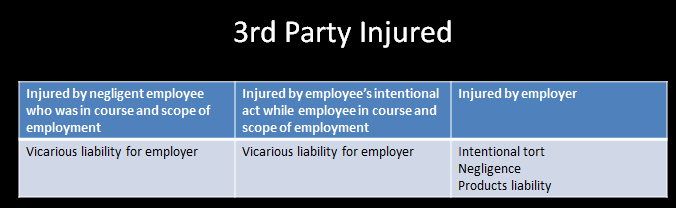 3rd Party Injured
Injured by negligent employee
who was in course and scope of
employment
Injured by employee's intentional
act while employee in course and
scope of employment
Injured by employer
Vicarious liability for employer
Vicarious liability for employer
Intentional tort
Negligence
Products liability